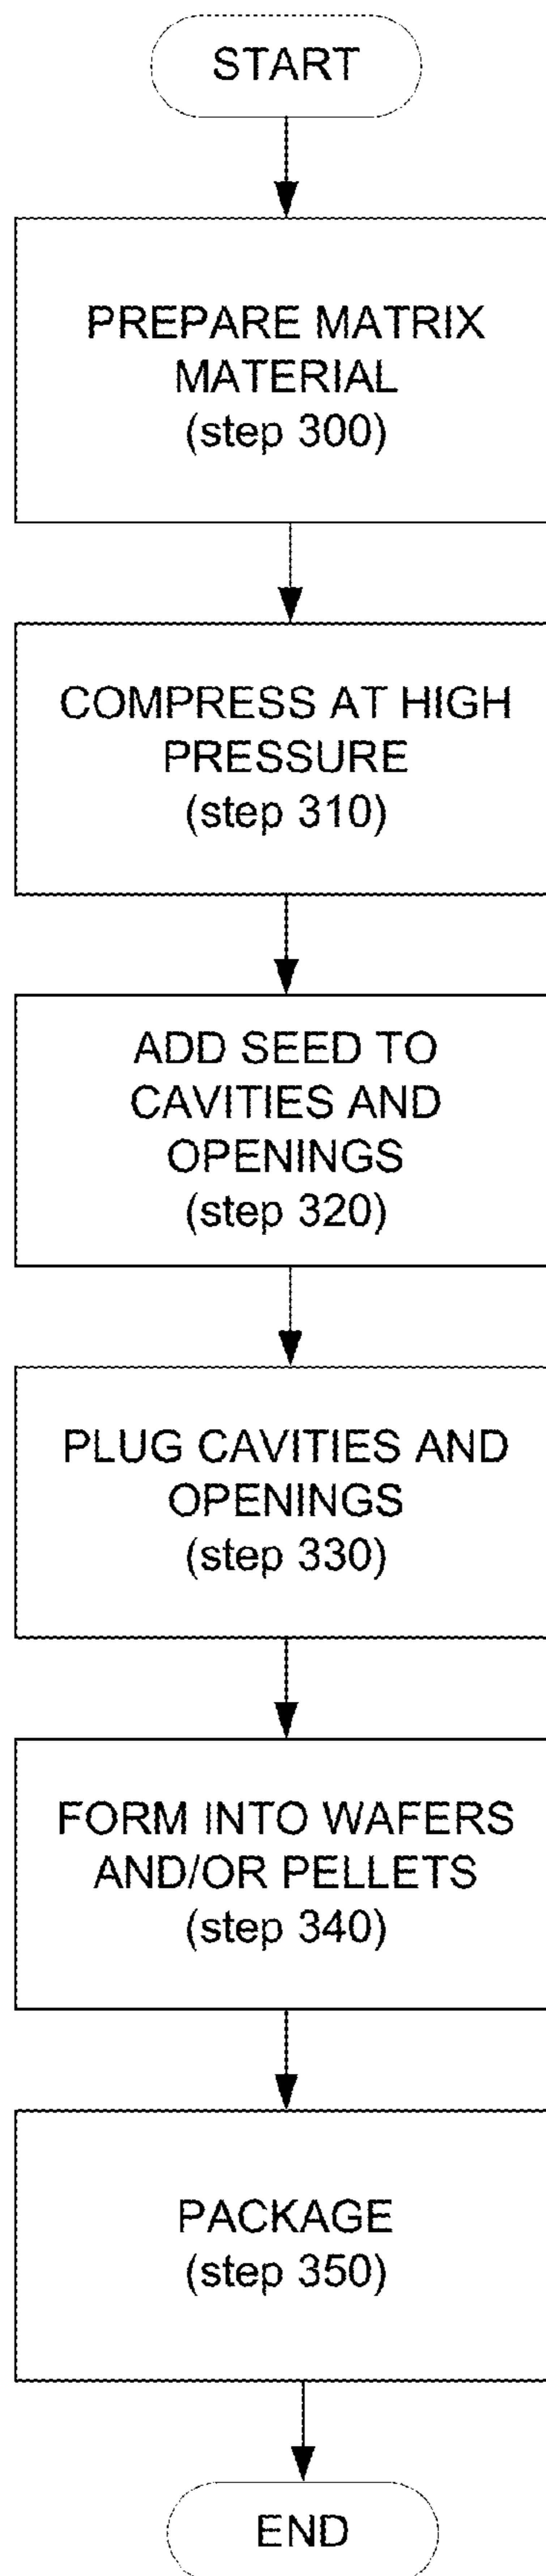 START
PREPARE MATRIX
MATERIAL
(step 300)
COMPRESS AT HIGH
PRESSURE
(step 310)
ADD SEED TO
CAVITIES AND
OPENINGS
(step 320)
PLUG CAVITIES AND
OPENINGS
(step 330)
FORM INTO WAFERS
AND/OR PELLETS
(step 340)
PACKAGE
(step 350)
END